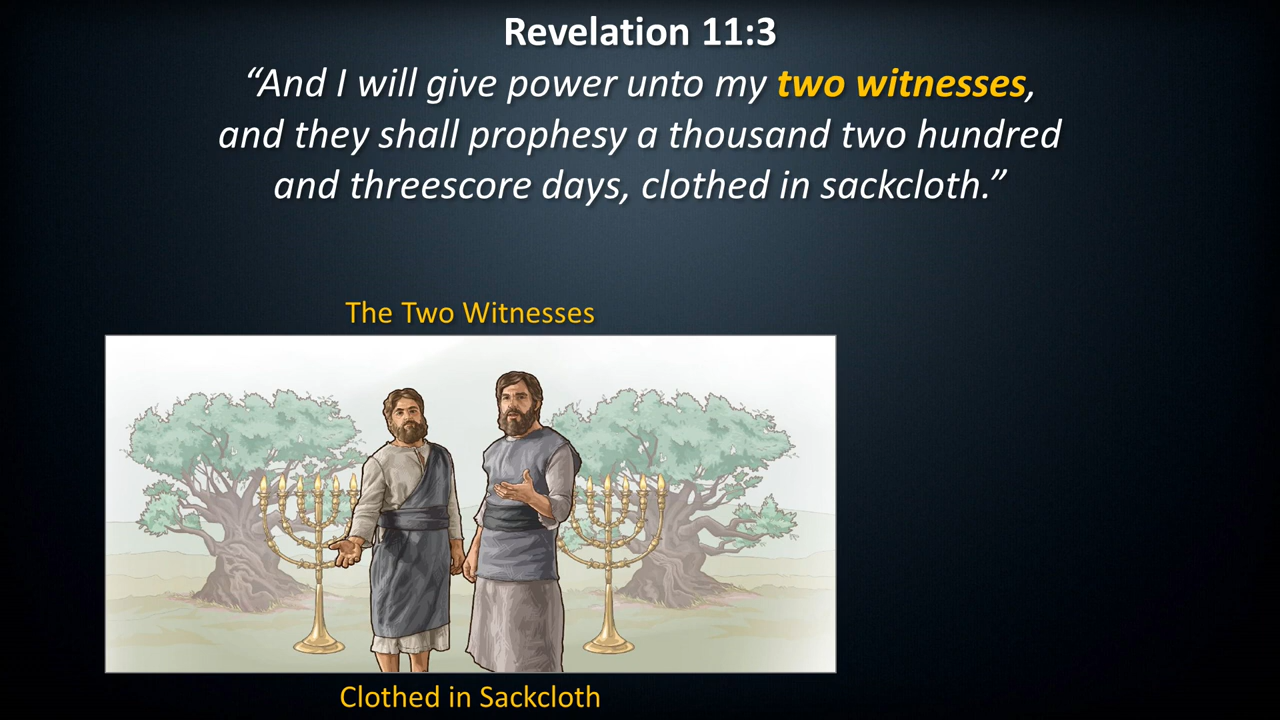 Revelation 11:3
“And I will give power unto my two witnesses,
and they shall prophesy a thousand two hundred
and threescore days, clothed in sackcloth.”
The Two Witnesses
Clothed in Sackcloth